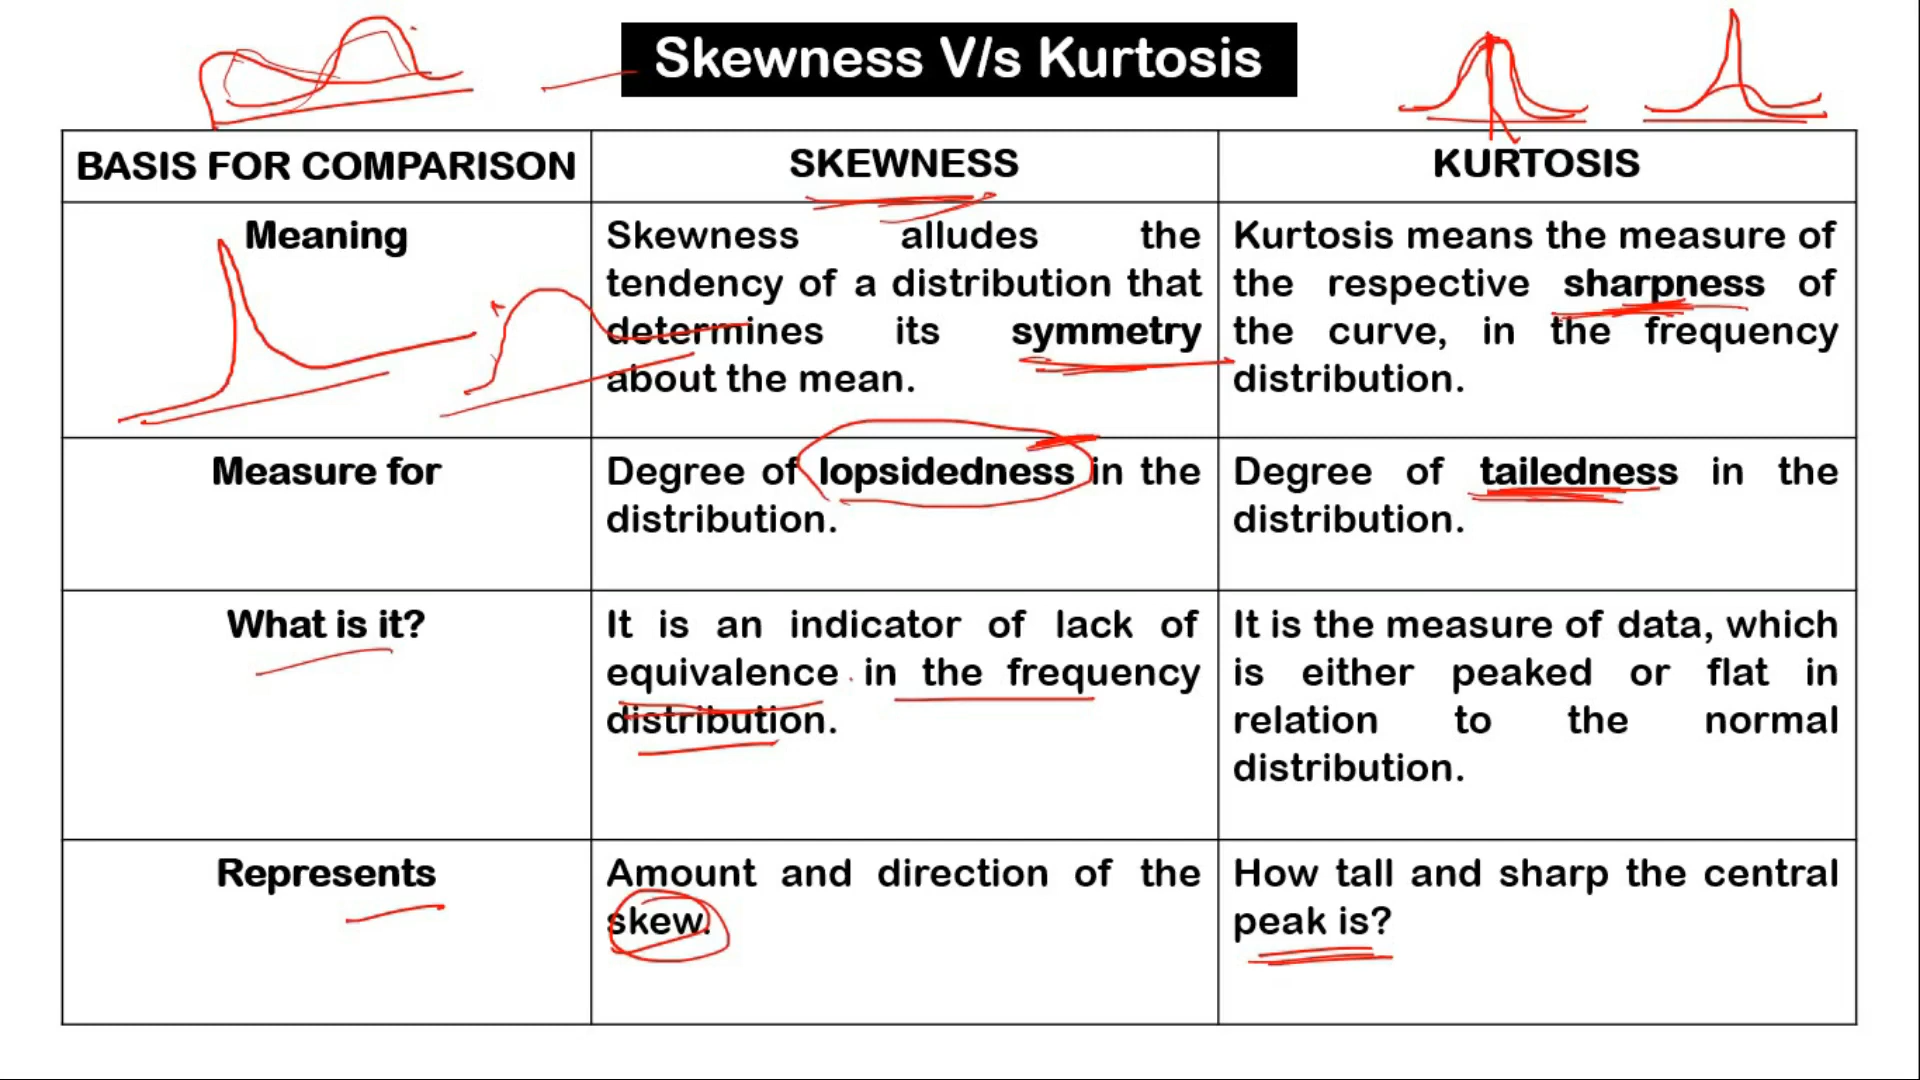 Skewness V/s Kurtosis
BASIS FOR COMPARISON
SKEWNESS
KURTOSIS
Meaning
Skewness alludes the
tendency of a distribution that
determines its symmetry
about the mean.
Kurtosis means the measure of
the respective sharpness of
the curve, in the frequency
distribution.
Measure for
Degree of lopsidedness in the
distribution.
Degree of tailedness in the
distribution.
What is it?
It is an indicator of lack of
equivalence in the frequency
distribution.
It is the measure of data, which
is either peaked or flat in
relation to the normal
distribution.
Represents
Amount and direction of the
skew.
How tall and sharp the central
peak is?